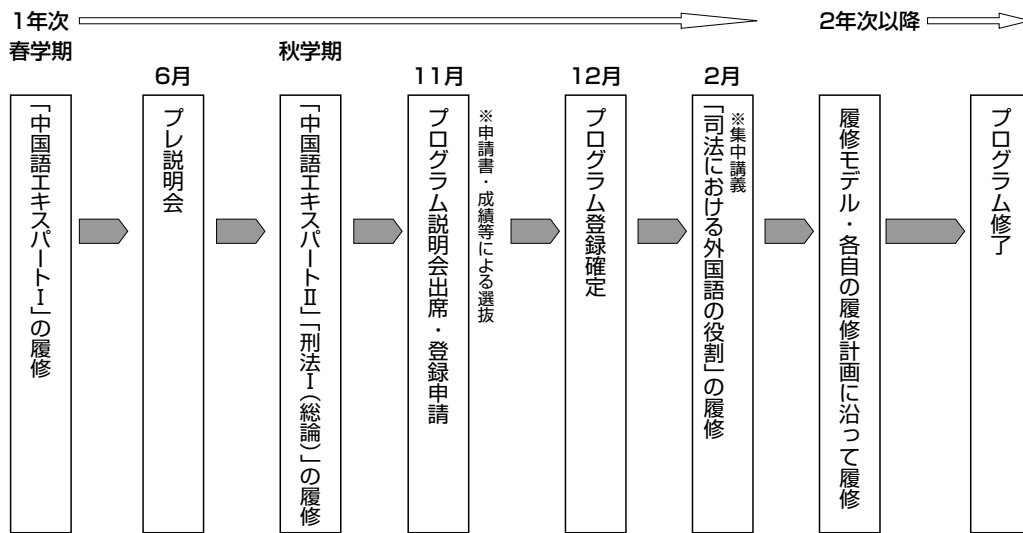 1年次
2年次以降
春学期
秋学期
6月
11月
12月
2月
「中国語エキスパートⅠ」の履修
プレ説明会
「中国語エキスパートⅡ」「刑法Ⅰ(総論)」の履修
プログラム説明会出席・登録申請
※申請書・成績等による選抜
プログラム登録確定
※集中講義
「司法における外国語の役割」の履修
履修モデル・各自の履修計画に沿って履修
プログラム修了